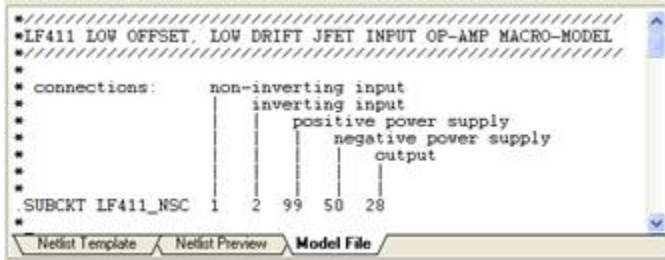 *//////////////////////////////////////////////////////////
*LF411 LOW OFFSET, LOW DRIFT JFET INPUT OP-AMP MACRO-MODEL
*//////////////////////////////////////////////////////////
*
* connections:      non-inverting input
*                   |   inverting input
*                   |   |   positive power supply
*                   |   |   |   negative power supply
*                   |   |   |   |   output
*                   |   |   |   |   |
*                   |   |   |   |   |
.SUBCKT LF411_NSC  1   2  99  50  28
*
Netlist Template / Netlist Preview \ Model File /